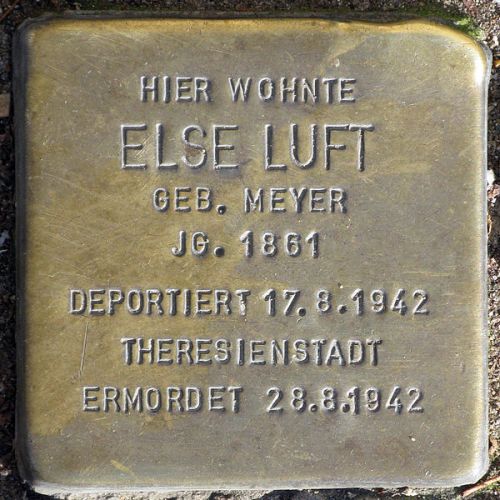 HIER WOHNTE
ELSE LUFT
GEB. MEYER
JG. 1861
DEPORTIERT 17.8.1942
THERESIENSTADT
ERMORDET 28.8.1942